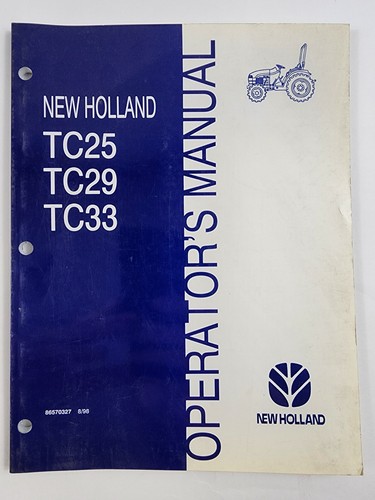 NEW HOLLAND
TC25
TC29
TC33
OPERATOR'S MANUAL
86570327 8/98
NEW HOLLAND